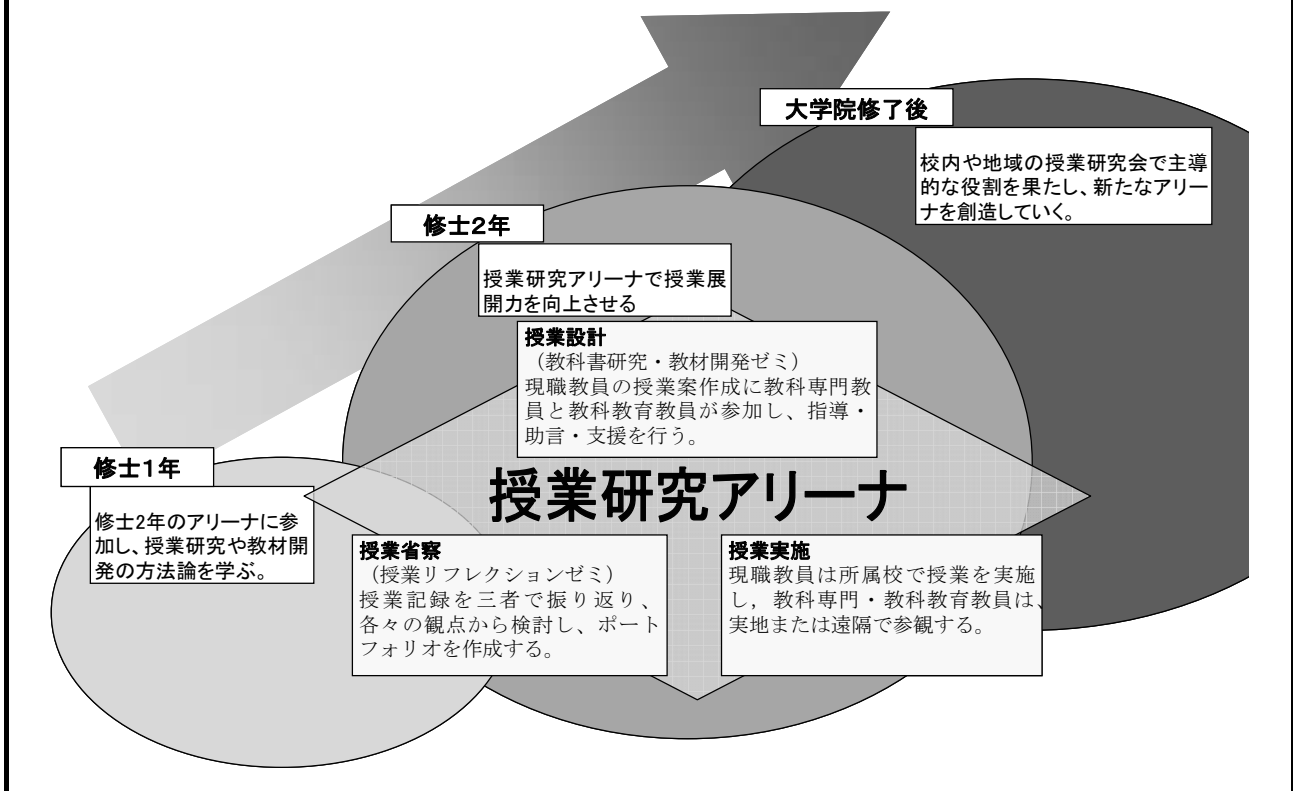 大学院修了後
校内や地域の授業研究会で主導
的な役割を果たし、新たなアリー
ナを創造していく。
修士2年
授業研究アリーナで授業展
開力を向上させる
授業設計
（教科書研究・教材開発ゼミ）
現職教員の授業案作成に教科専門教
員と教科教育教員が参加し、指導・
助言・支援を行う。
修士1年
修士2年のアリーナに参
加し、授業研究や教材開
発の方法論を学ぶ。
授業研究アリーナ
授業省察
（授業リフレクションゼミ）
授業記録を三者で振り返り、
各々の観点から検討し、ポート
フォリオを作成する。
授業実施
現職教員は所属校で授業を実施
し，教科専門・教科教育教員は、
実地または遠隔で参観する。